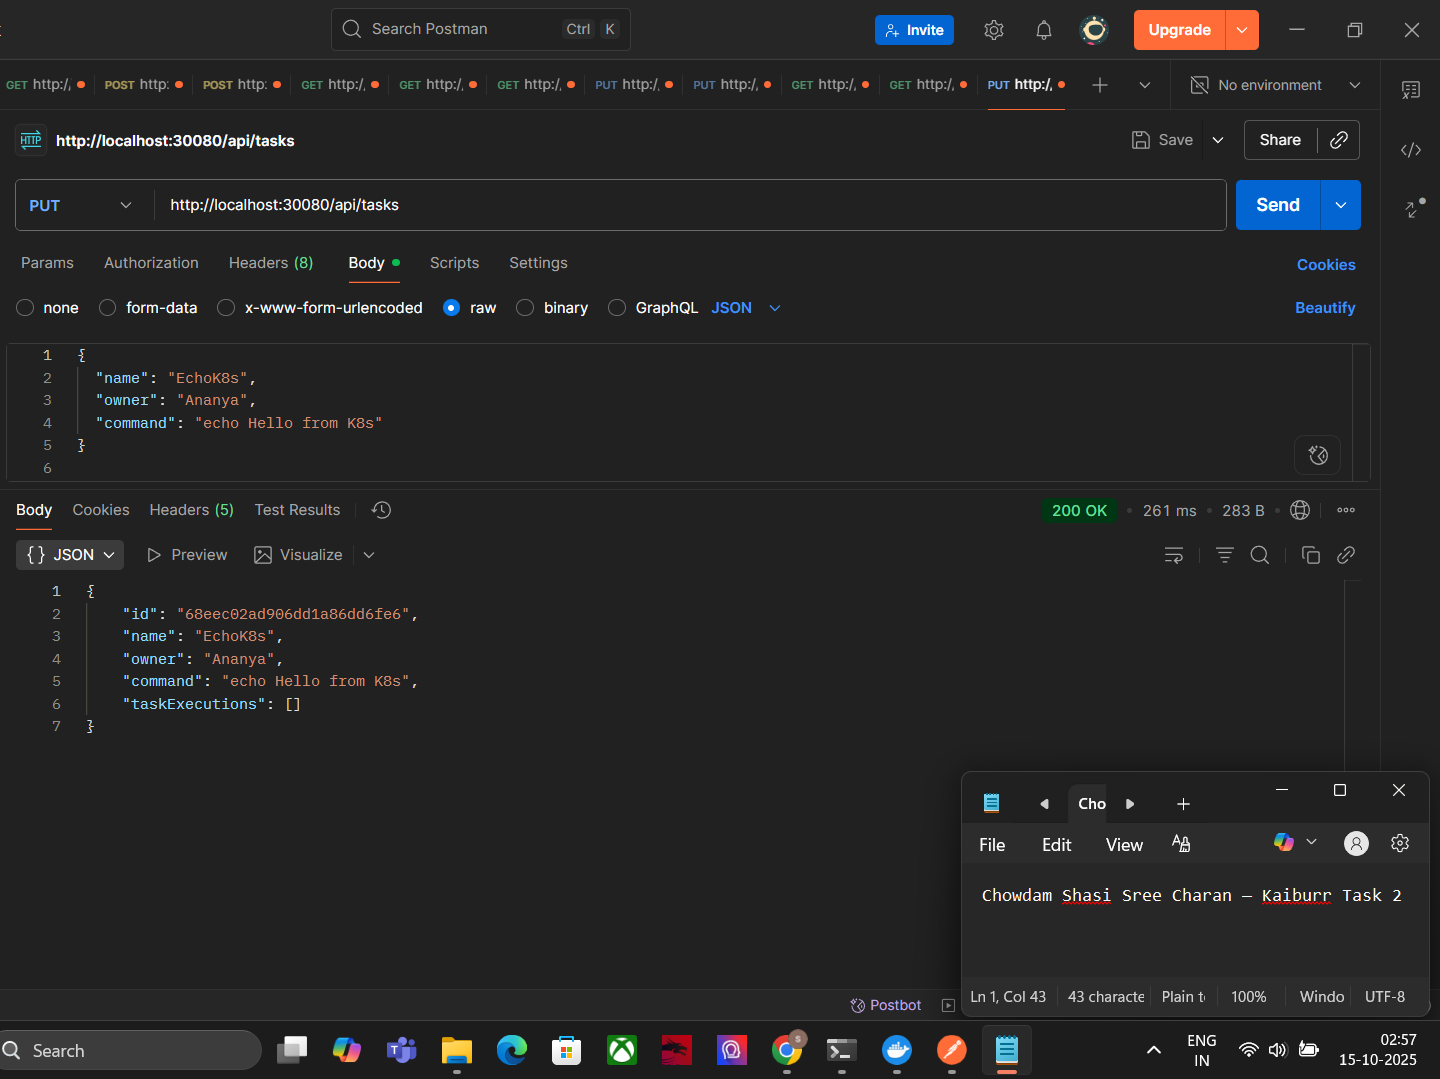 Search Postman
Ctrl K
Invite
Upgrade
GET http:/,
POST http:
POST http:
GET http:/,
GET http:/,
GET http:/,
PUT http:/,
PUT http:/,
GET http:/,
GET http:/,
PUT http:/,
No environment
HTTP
http://localhost:30080/api/tasks
Save
Share
PUT
http://localhost:30080/api/tasks
Send
Params
Authorization
Headers (8)
Body
Scripts
Settings
Cookies
none
form-data
x-www-form-urlencoded
raw
binary
GraphQL
JSON
Beautify
1 {
2 "name": "EchoK8s",
3 "owner": "Ananya",
4 "command": "echo Hello from K8s"
5 }
6
Body
Cookies
Headers (5)
Test Results
200 OK
261 ms
283 B
{} JSON
Preview
Visualize
1 {
2 "id": "68eec02ad906dd1a86dd6fe6",
3 "name": "EchoK8s",
4 "owner": "Ananya",
5 "command": "echo Hello from K8s",
6 "taskExecutions": []
7 }
Cho
File
Edit
View
Chowdam Shasi Sree Charan – Kaiburr Task 2
Ln 1, Col 43
43 characte
Plain t
100%
Windo
UTF-8
Postbot
Search
S
ENG
IN
02:57
15-10-2025